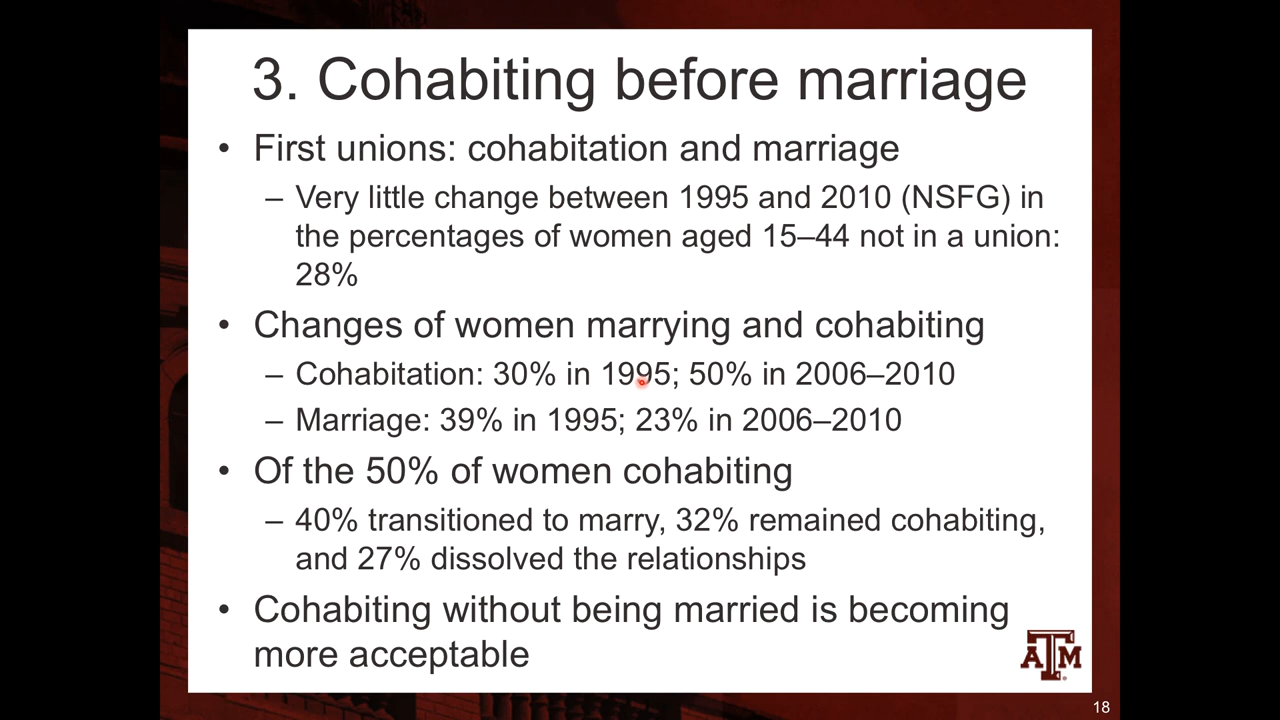 3. Cohabiting before marriage
• First unions: cohabitation and marriage
– Very little change between 1995 and 2010 (NSFG) in
the percentages of women aged 15–44 not in a union:
28%
• Changes of women marrying and cohabiting
– Cohabitation: 30% in 1995; 50% in 2006–2010
– Marriage: 39% in 1995; 23% in 2006–2010
• Of the 50% of women cohabiting
– 40% transitioned to marry, 32% remained cohabiting,
and 27% dissolved the relationships
• Cohabiting without being married is becoming
more acceptable
ATM
18